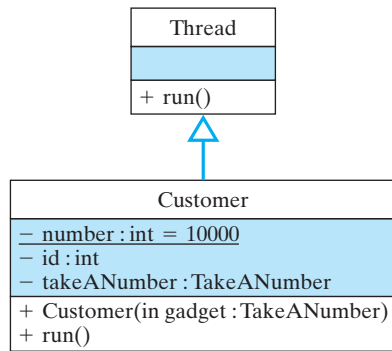 Thread
+ run()
Customer
− number : int = 10000
− id : int
− takeANumber : TakeANumber
+ Customer(in gadget : TakeANumber)
+ run()